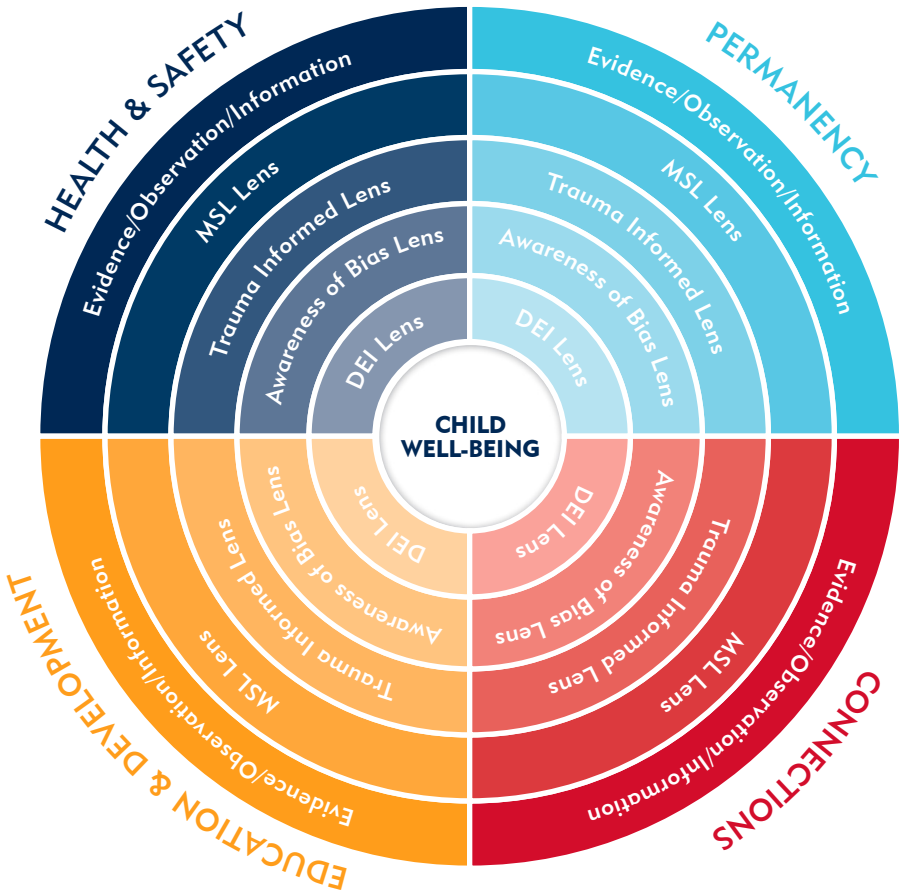 HEALTH & SAFETY
Evidence/Observation/Information
MSL Lens
Trauma Informed Lens
Awareness of Bias Lens
DEI Lens
PERMANENCY
Evidence/Observation/Information
MSL Lens
Trauma Informed Lens
Awareness of Bias Lens
DEI Lens
CHILD
WELL-BEING
EDUCATION & DEVELOPMENT
Evidence/Observation/Information
MSL Lens
Trauma Informed Lens
Awareness of Bias Lens
DEI Lens
CONNECTIONS
Evidence/Observation/Information
MSL Lens
Trauma Informed Lens
Awareness of Bias Lens
DEI Lens